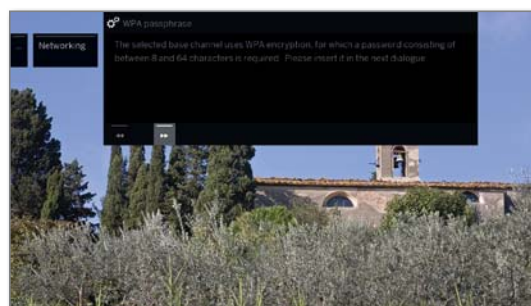 WPA passphrase
Networking
The selected base channel uses WPA encryption, for which a password consisting of
between 8 and 64 characters is required. Please insert it in the next dialogue.